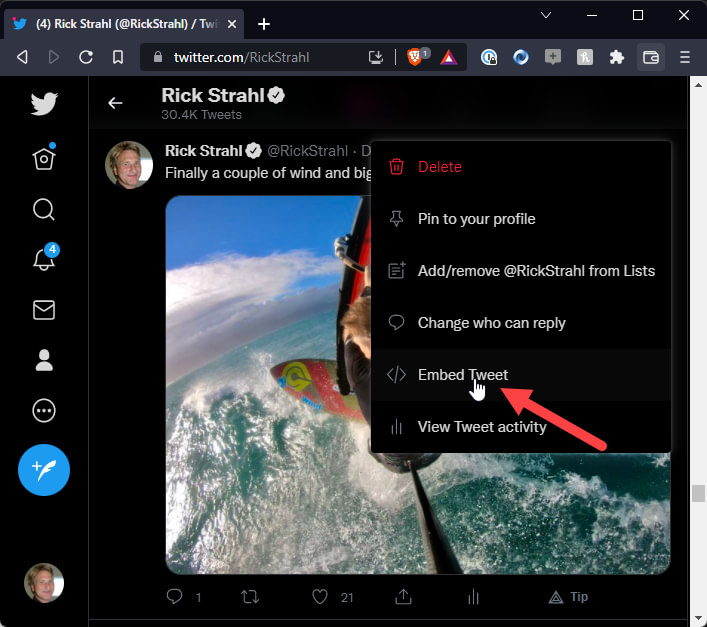 (4) Rick Strahl (@RickStrahl) / Twe
twitter.com/RickStrahl
1
Rick Strahl
30.4K Tweets
Rick Strahl @RickStrahl · D
Finally a couple of wind and big
Delete
Pin to your profile
Add/remove @RickStrahl from Lists
Change who can reply
Embed Tweet
View Tweet activity
4
1
21
Tip